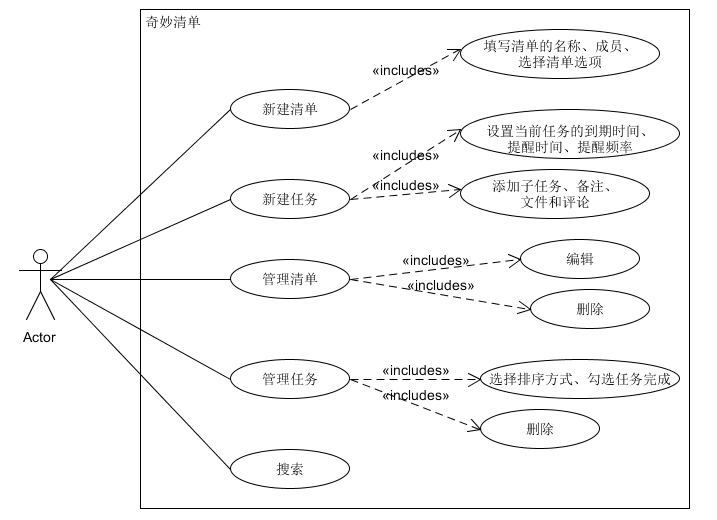 奇妙清单
填写清单的名称、成员、
选择清单选项
«includes»
新建清单
设置当前任务的到期时间、
提醒时间、提醒频率
«includes»
«includes»
添加子任务、备注、
文件和评论
新建任务
«includes»
编辑
管理清单
«includes»
删除
Actor
«includes»
管理任务
选择排序方式、勾选任务完成
«includes»
删除
搜索